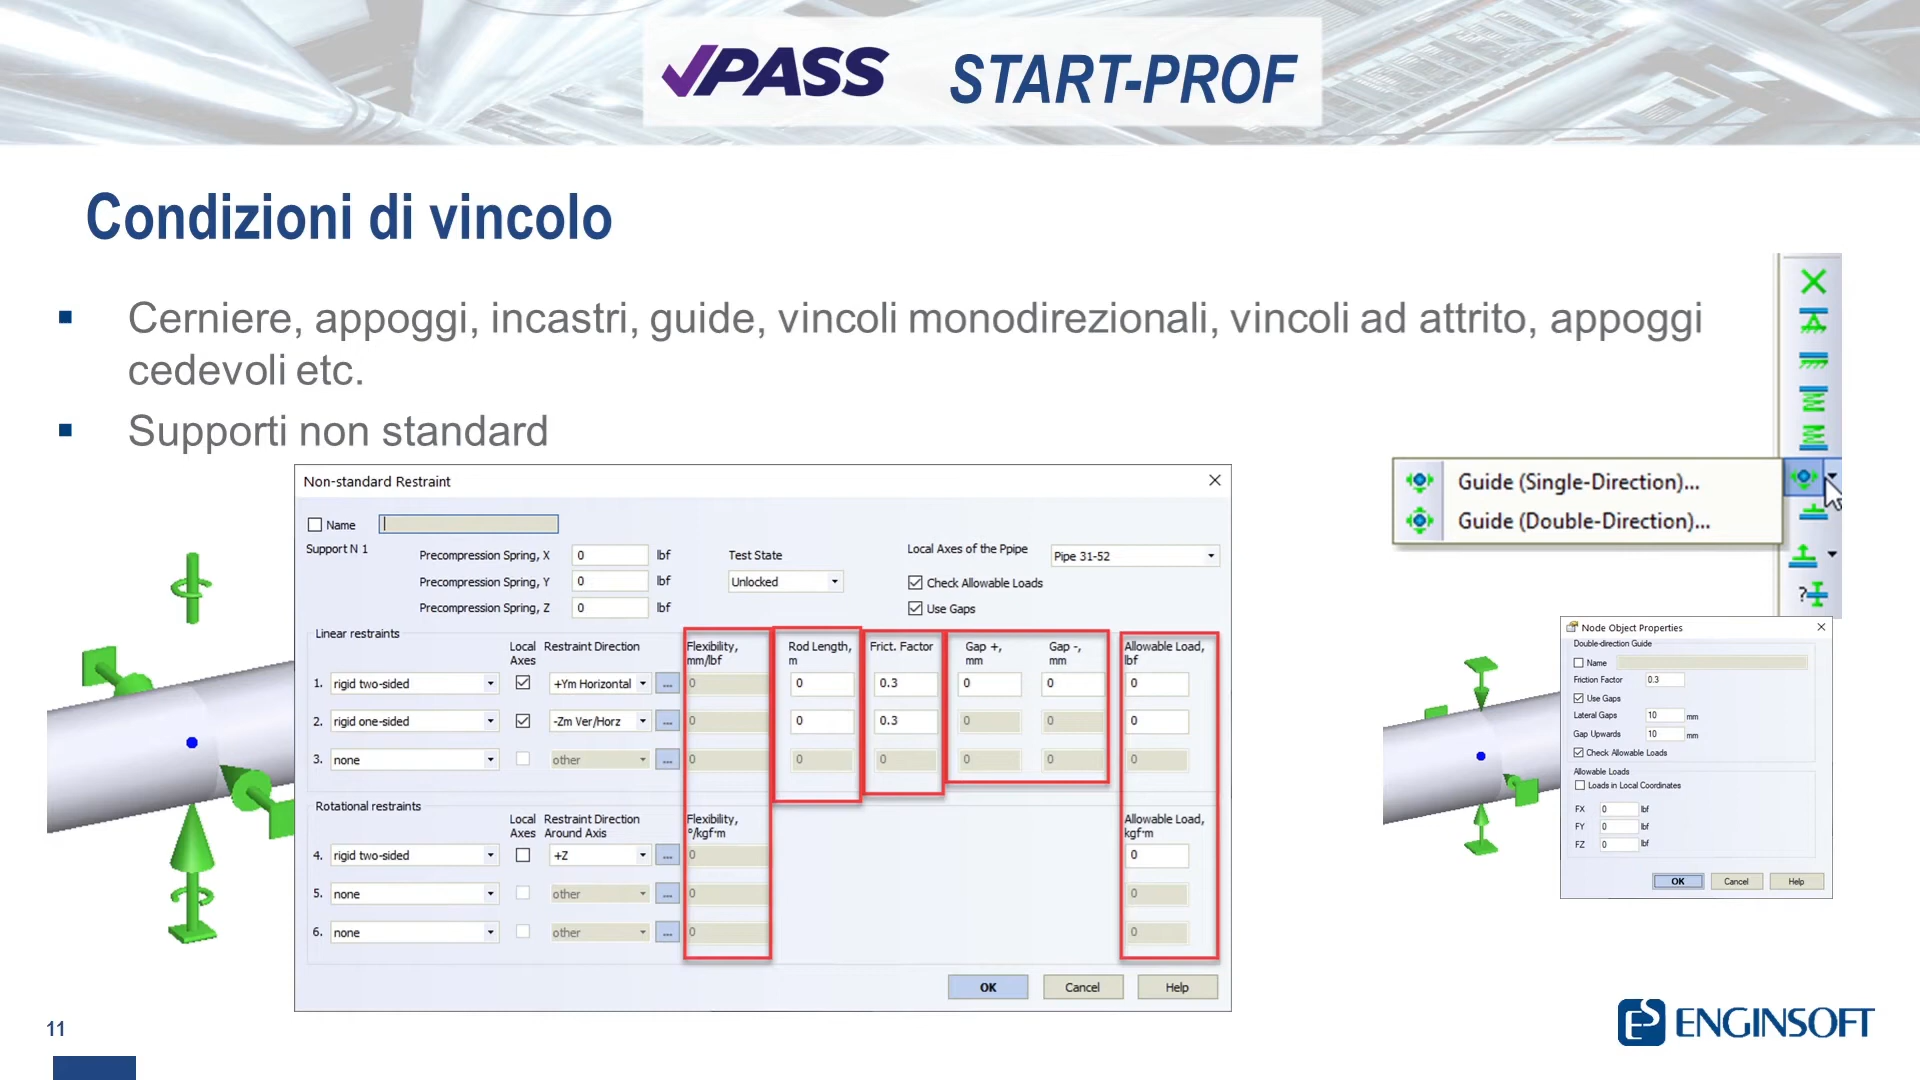 PASS START-PROF
Condizioni di vincolo
▪ Cerniere, appoggi, incastri, guide, vincoli monodirezionali, vincoli ad attrito, appoggi
cedevoli etc.
▪ Supporti non standard
Guide (Single-Direction)...
Guide (Double-Direction)...
Non-standard Restraint
Name
Support N 1
Precompression Spring, X 0 lbf
Precompression Spring, Y 0 lbf
Precompression Spring, Z 0 lbf
Test State
Unlocked
Local Axes of the Ppipe Pipe 31-52
Check Allowable Loads
Use Gaps
Linear restraints
Local Axes Restraint Direction Flexibility, mm/lbf Rod Length, m Frict. Factor Gap +, mm Gap -, mm Allowable Load, lbf
1. rigid two-sided +Ym Horizontal ... 0 0 0.3 0 0 0
2. rigid one-sided -Zm Ver/Horz ... 0 0 0.3 0 0 0
3. none other ... 0 0 0 0 0 0
Rotational restraints
Local Axes Restraint Direction Around Axis Flexibility, °/kgf·m Allowable Load, kgf·m
4. rigid two-sided +Z ... 0 0
5. none other ... 0 0
6. none other ... 0 0
OK Cancel Help
Node Object Properties
Double-direction Guide
Name
Friction Factor 0.3
Use Gaps
Lateral Gaps 10 mm
Gap Upwards 10 mm
Check Allowable Loads
Allowable Loads
Loads in Local Coordinates
FX 0 lbf
FY 0 lbf
FZ 0 lbf
OK Cancel Help
11
ES ENGINSOFT